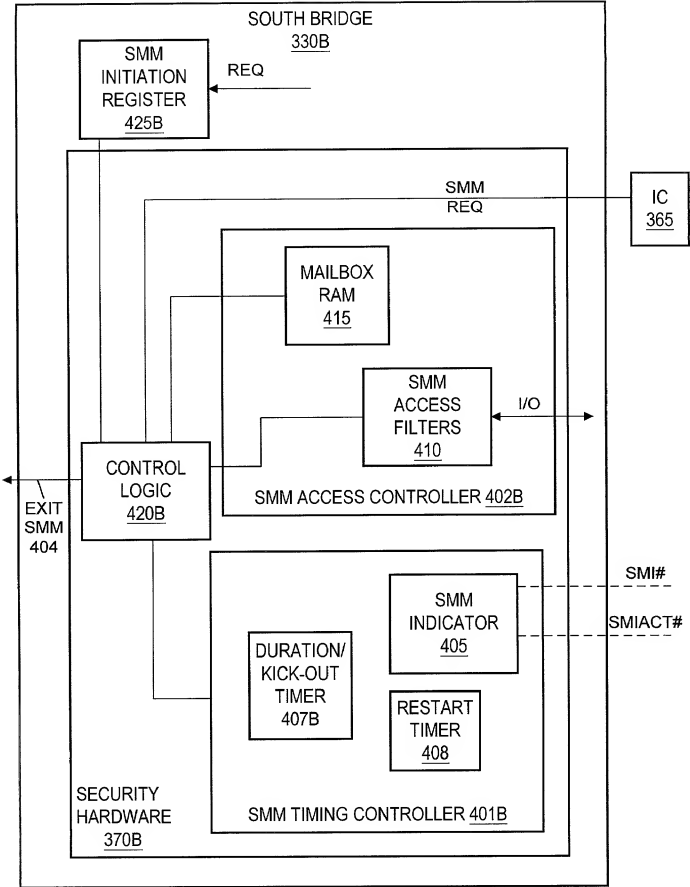 SOUTH BRIDGE
330B
SMM
INITIATION
REGISTER
425B
REQ
SMM
REQ
IC
365
MAILBOX
RAM
415
SMM
ACCESS
FILTERS
410
I/O
CONTROL
LOGIC
420B
SMM ACCESS CONTROLLER 402B
EXIT
SMM
404
SMI#
SMM
INDICATOR
405
SMIACT#
DURATION/
KICK-OUT
TIMER
407B
RESTART
TIMER
408
SECURITY
HARDWARE
370B
SMM TIMING CONTROLLER 401B